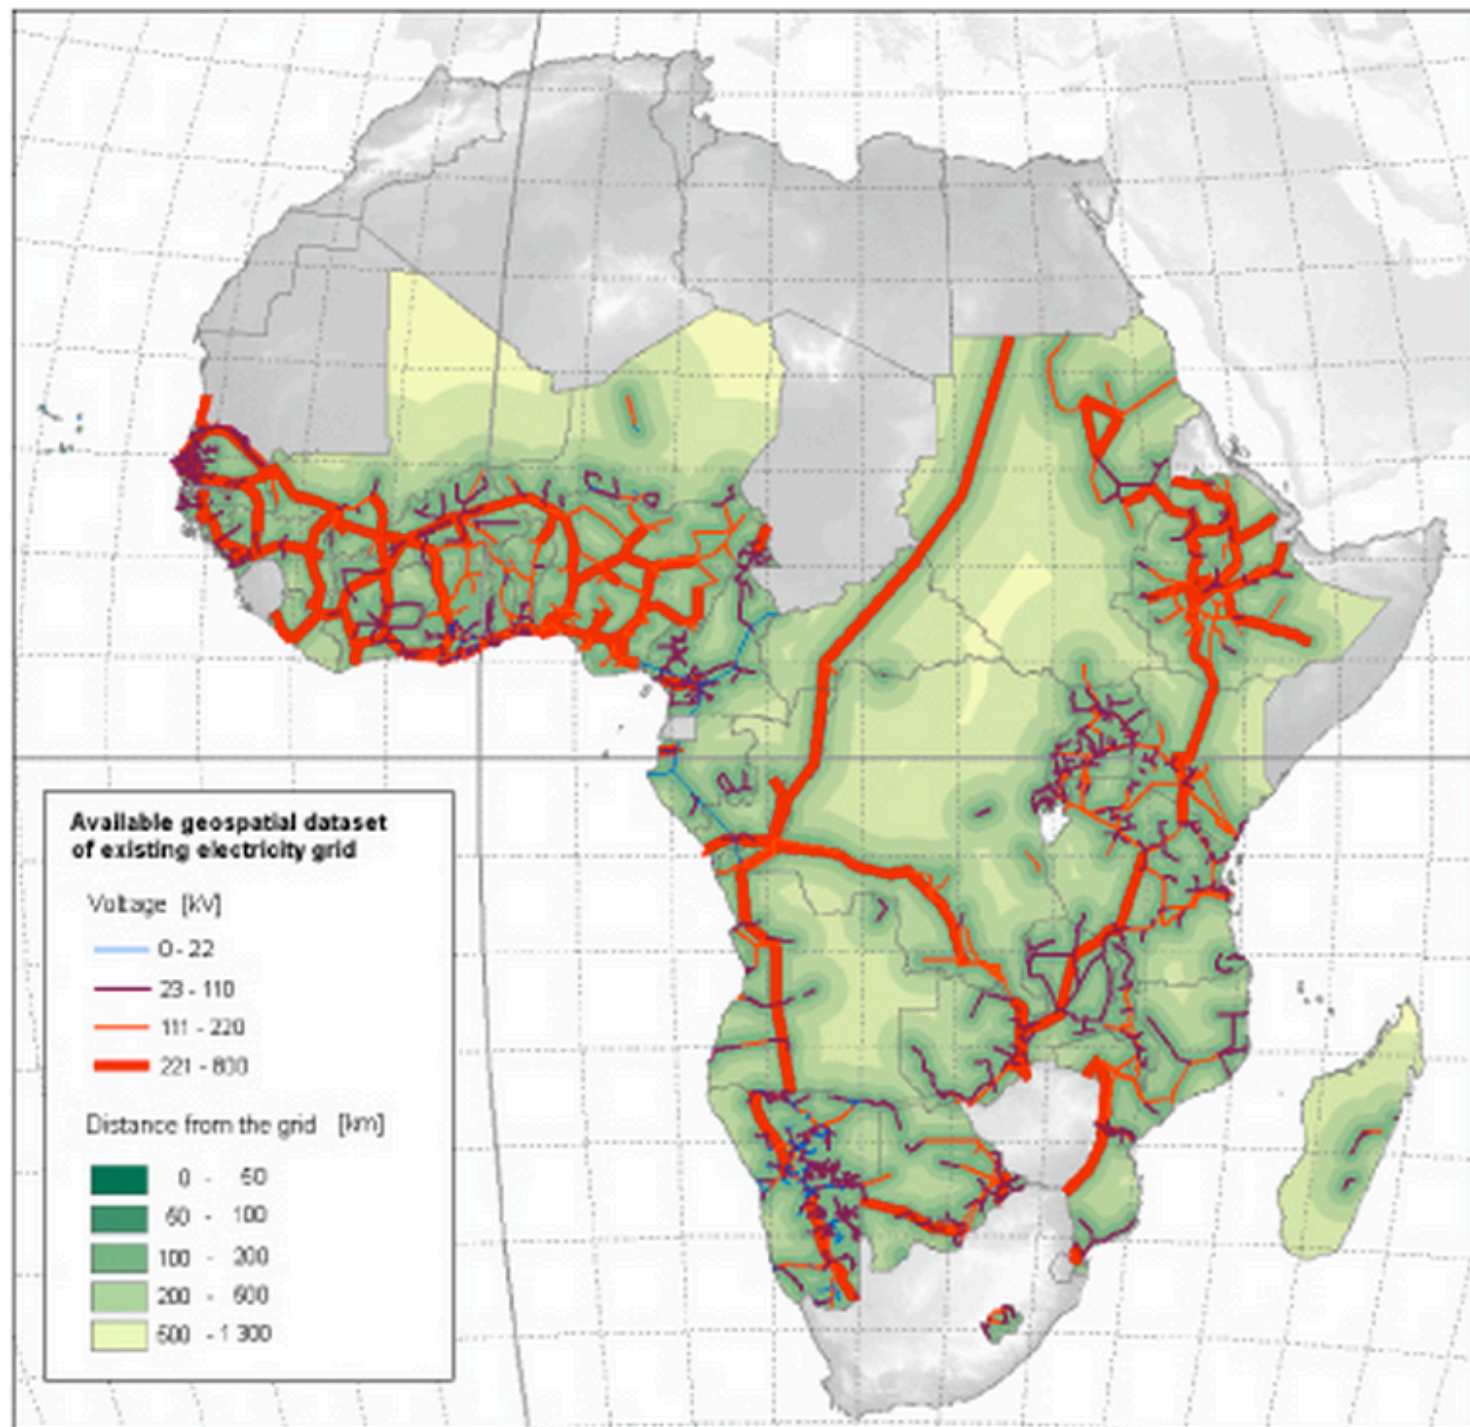 Available geospatial dataset
of existing electricity grid
Voltage [kV]
0 - 22
23 - 110
111 - 220
221 - 800
Distance from the grid [km]
0 - 50
50 - 100
100 - 200
200 - 600
500 - 1 300